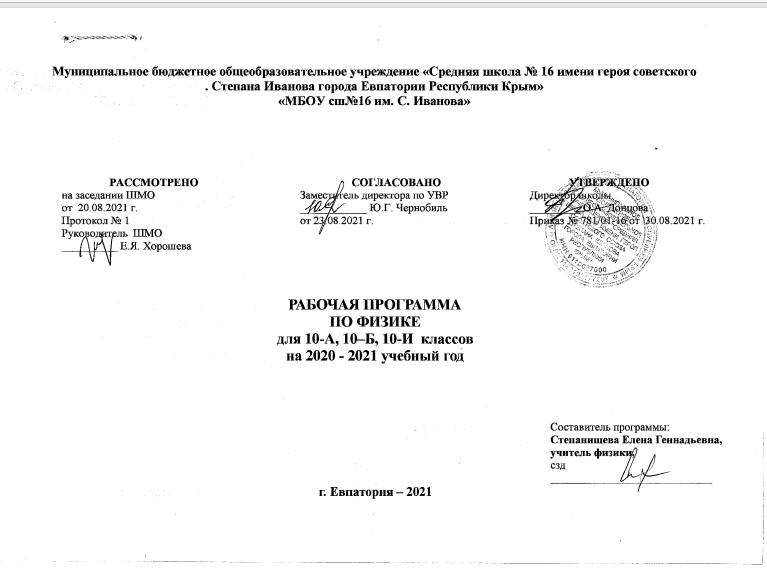 Муниципальное бюджетное общеобразовательное учреждение «Средняя школа № 16 имени героя советского
. Степана Иванова города Евпатории Республики Крым»
«МБОУ сш№16 им. С. Иванова»
РАССМОТРЕНО
на заседании ШМО
от 20.08.2021 г.
Протокол № 1
Руководитель ШМО
Е.Я. Хорошева
СОГЛАСОВАНО
Заместитель директора по УВР
Ю.Г. Чернобиль
от 23.08.2021 г.
УТВЕРЖДЕНО
Директор школы
О.А. Донцова
Приказ № 781/01-16 от 30.08.2021 г.
РАБОЧАЯ ПРОГРАММА
ПО ФИЗИКЕ
для 10-А, 10–Б, 10-И классов
на 2020 - 2021 учебный год
Составитель программы:
Степанищева Елена Геннадьевна,
учитель физики,
сзд
г. Евпатория – 2021